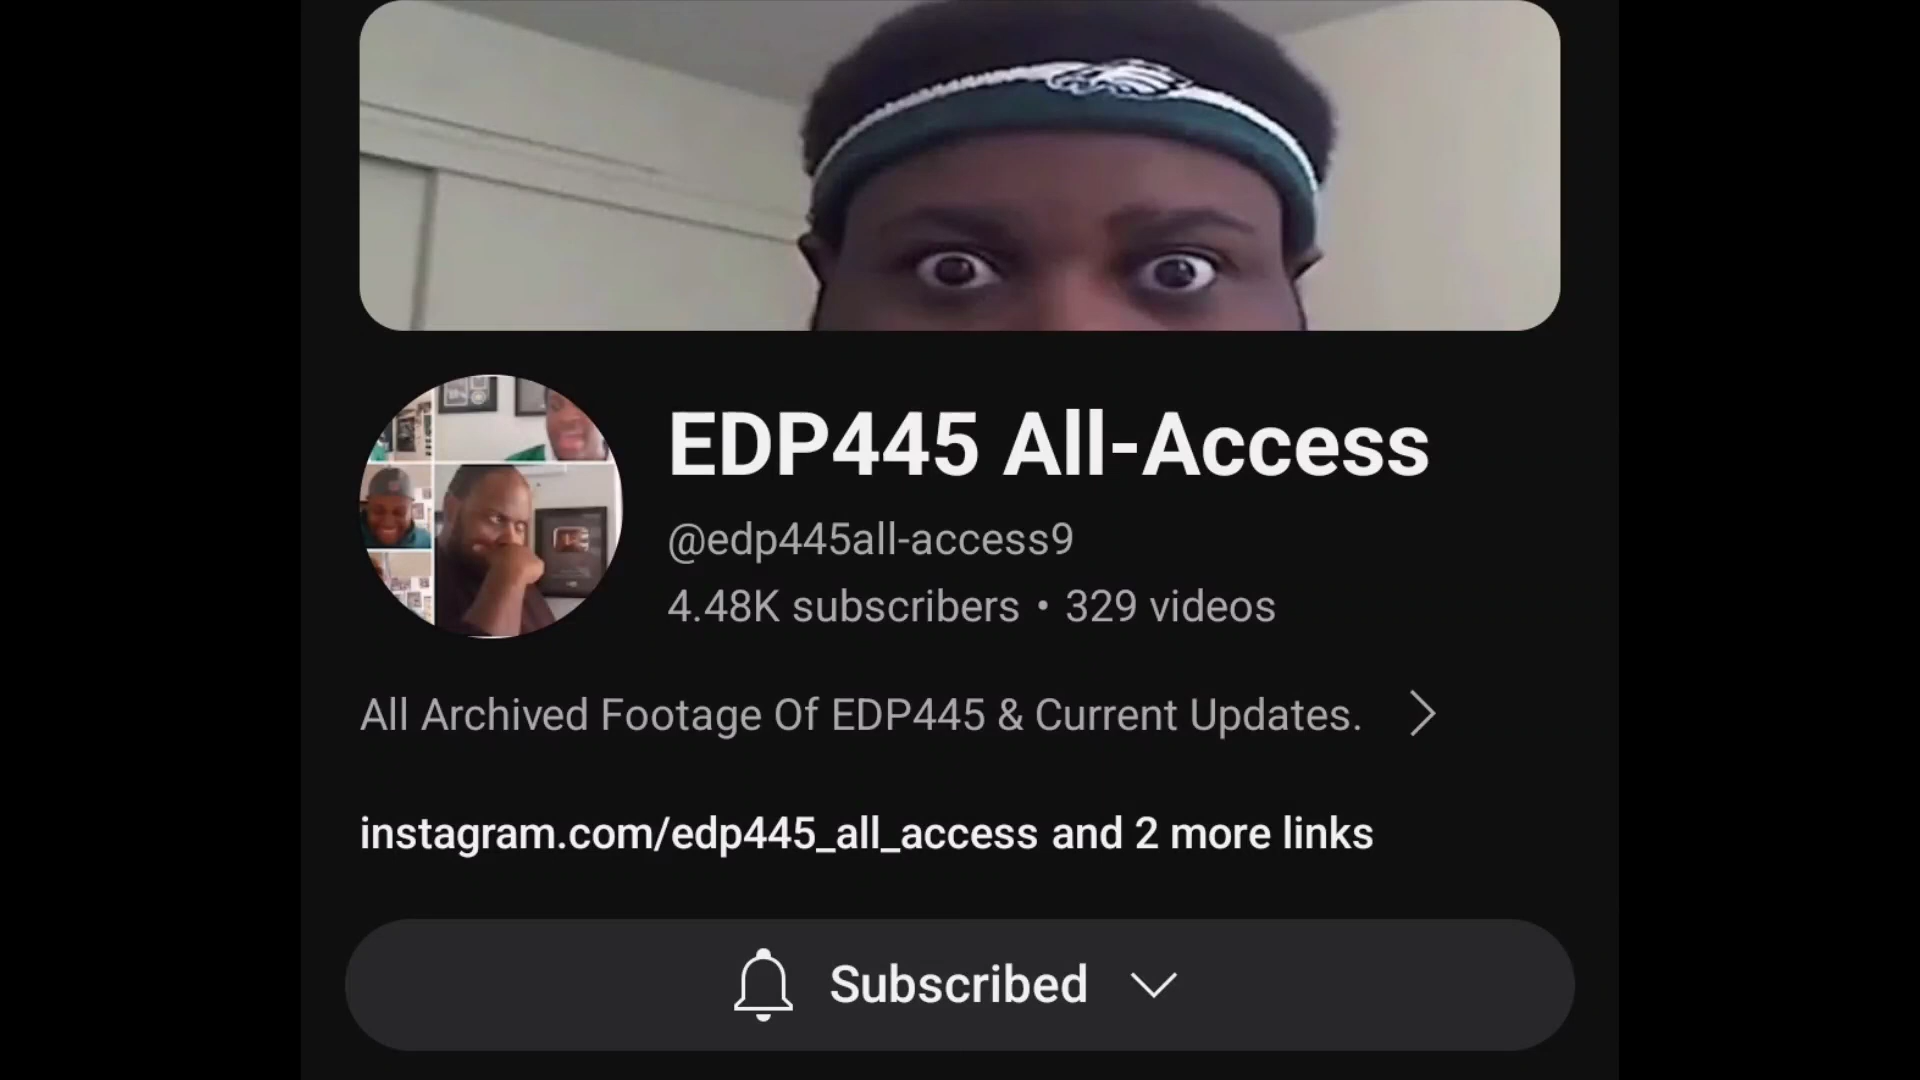 EDP445 All-Access
@edp445all-access9
4.48K subscribers • 329 videos
All Archived Footage Of EDP445 & Current Updates.
instagram.com/edp445_all_access and 2 more links
Subscribed